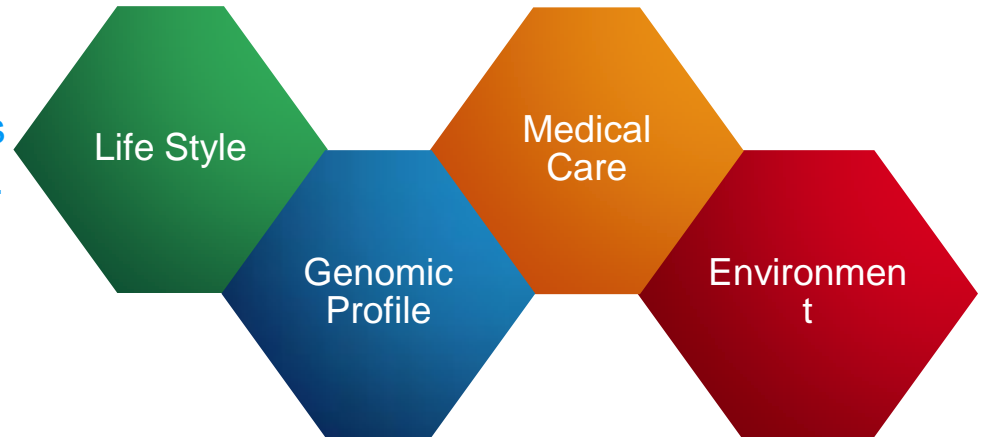 Life Style
Genomic
Profile
Medical
Care
Environmen
t